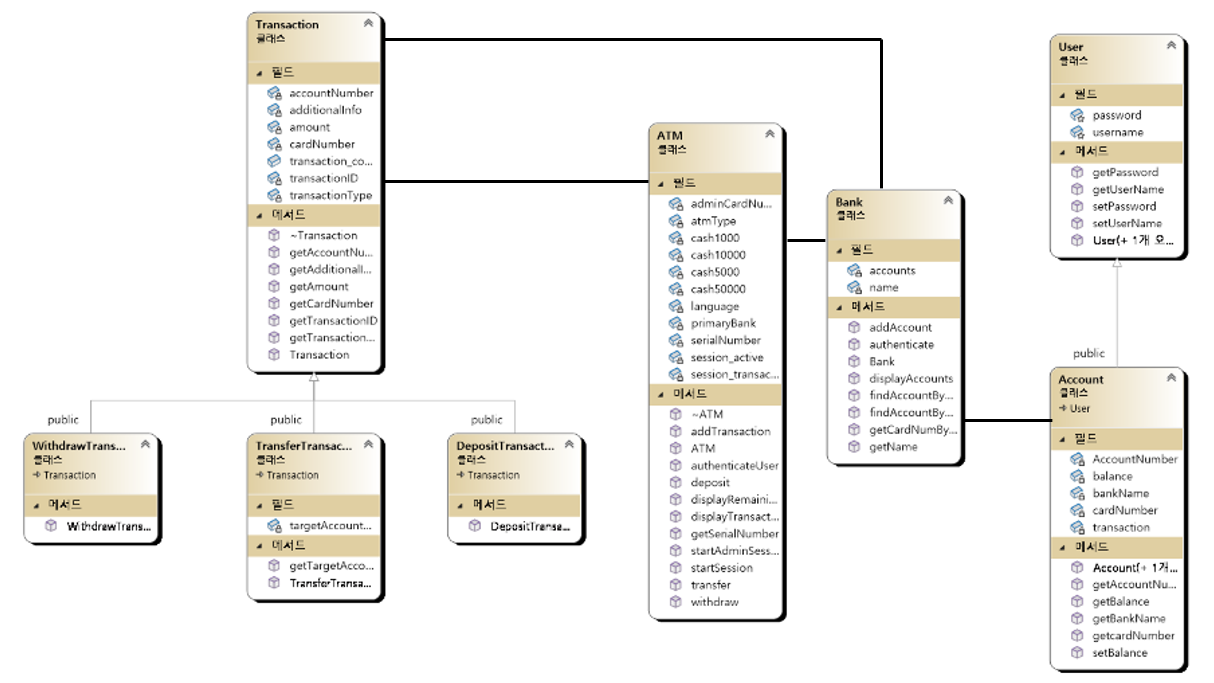 Transaction
클래스
필드
accountNumber
additionalInfo
amount
cardNumber
transaction_co...
transactionID
transactionType
메서드
~Transaction
getAccountNu...
getAdditionalI...
getAmount
getCardNumber
getTransactionID
getTransaction...
Transaction
public
public
public
WithdrawTrans...
클래스
Transaction
메서드
WithdrawTrans...
TransferTransac...
클래스
Transaction
필드
targetAccount...
메서드
getTargetAcco...
TransferTransa...
DepositTransact...
클래스
Transaction
메서드
DepositTransa...
ATM
클래스
필드
adminCardNu...
atmType
cash1000
cash10000
cash5000
cash50000
language
primaryBank
serialNumber
session_active
session_transac...
메서드
~ATM
addTransaction
ATM
authenticateUser
deposit
displayRemaini...
displayTransact...
getSerialNumber
startAdminSess...
startSession
transfer
withdraw
Bank
클래스
필드
accounts
name
메서드
addAccount
authenticate
Bank
displayAccounts
findAccountBy...
findAccountBy...
getCardNumBy...
getName
User
클래스
필드
password
username
메서드
getPassword
getUserName
setPassword
setUserName
User(+ 1개 오...
public
Account
클래스
User
필드
AccountNumber
balance
bankName
cardNumber
transaction
메서드
Account(+ 1개...
getAccountNu...
getBalance
getBankName
getcardNumber
setBalance